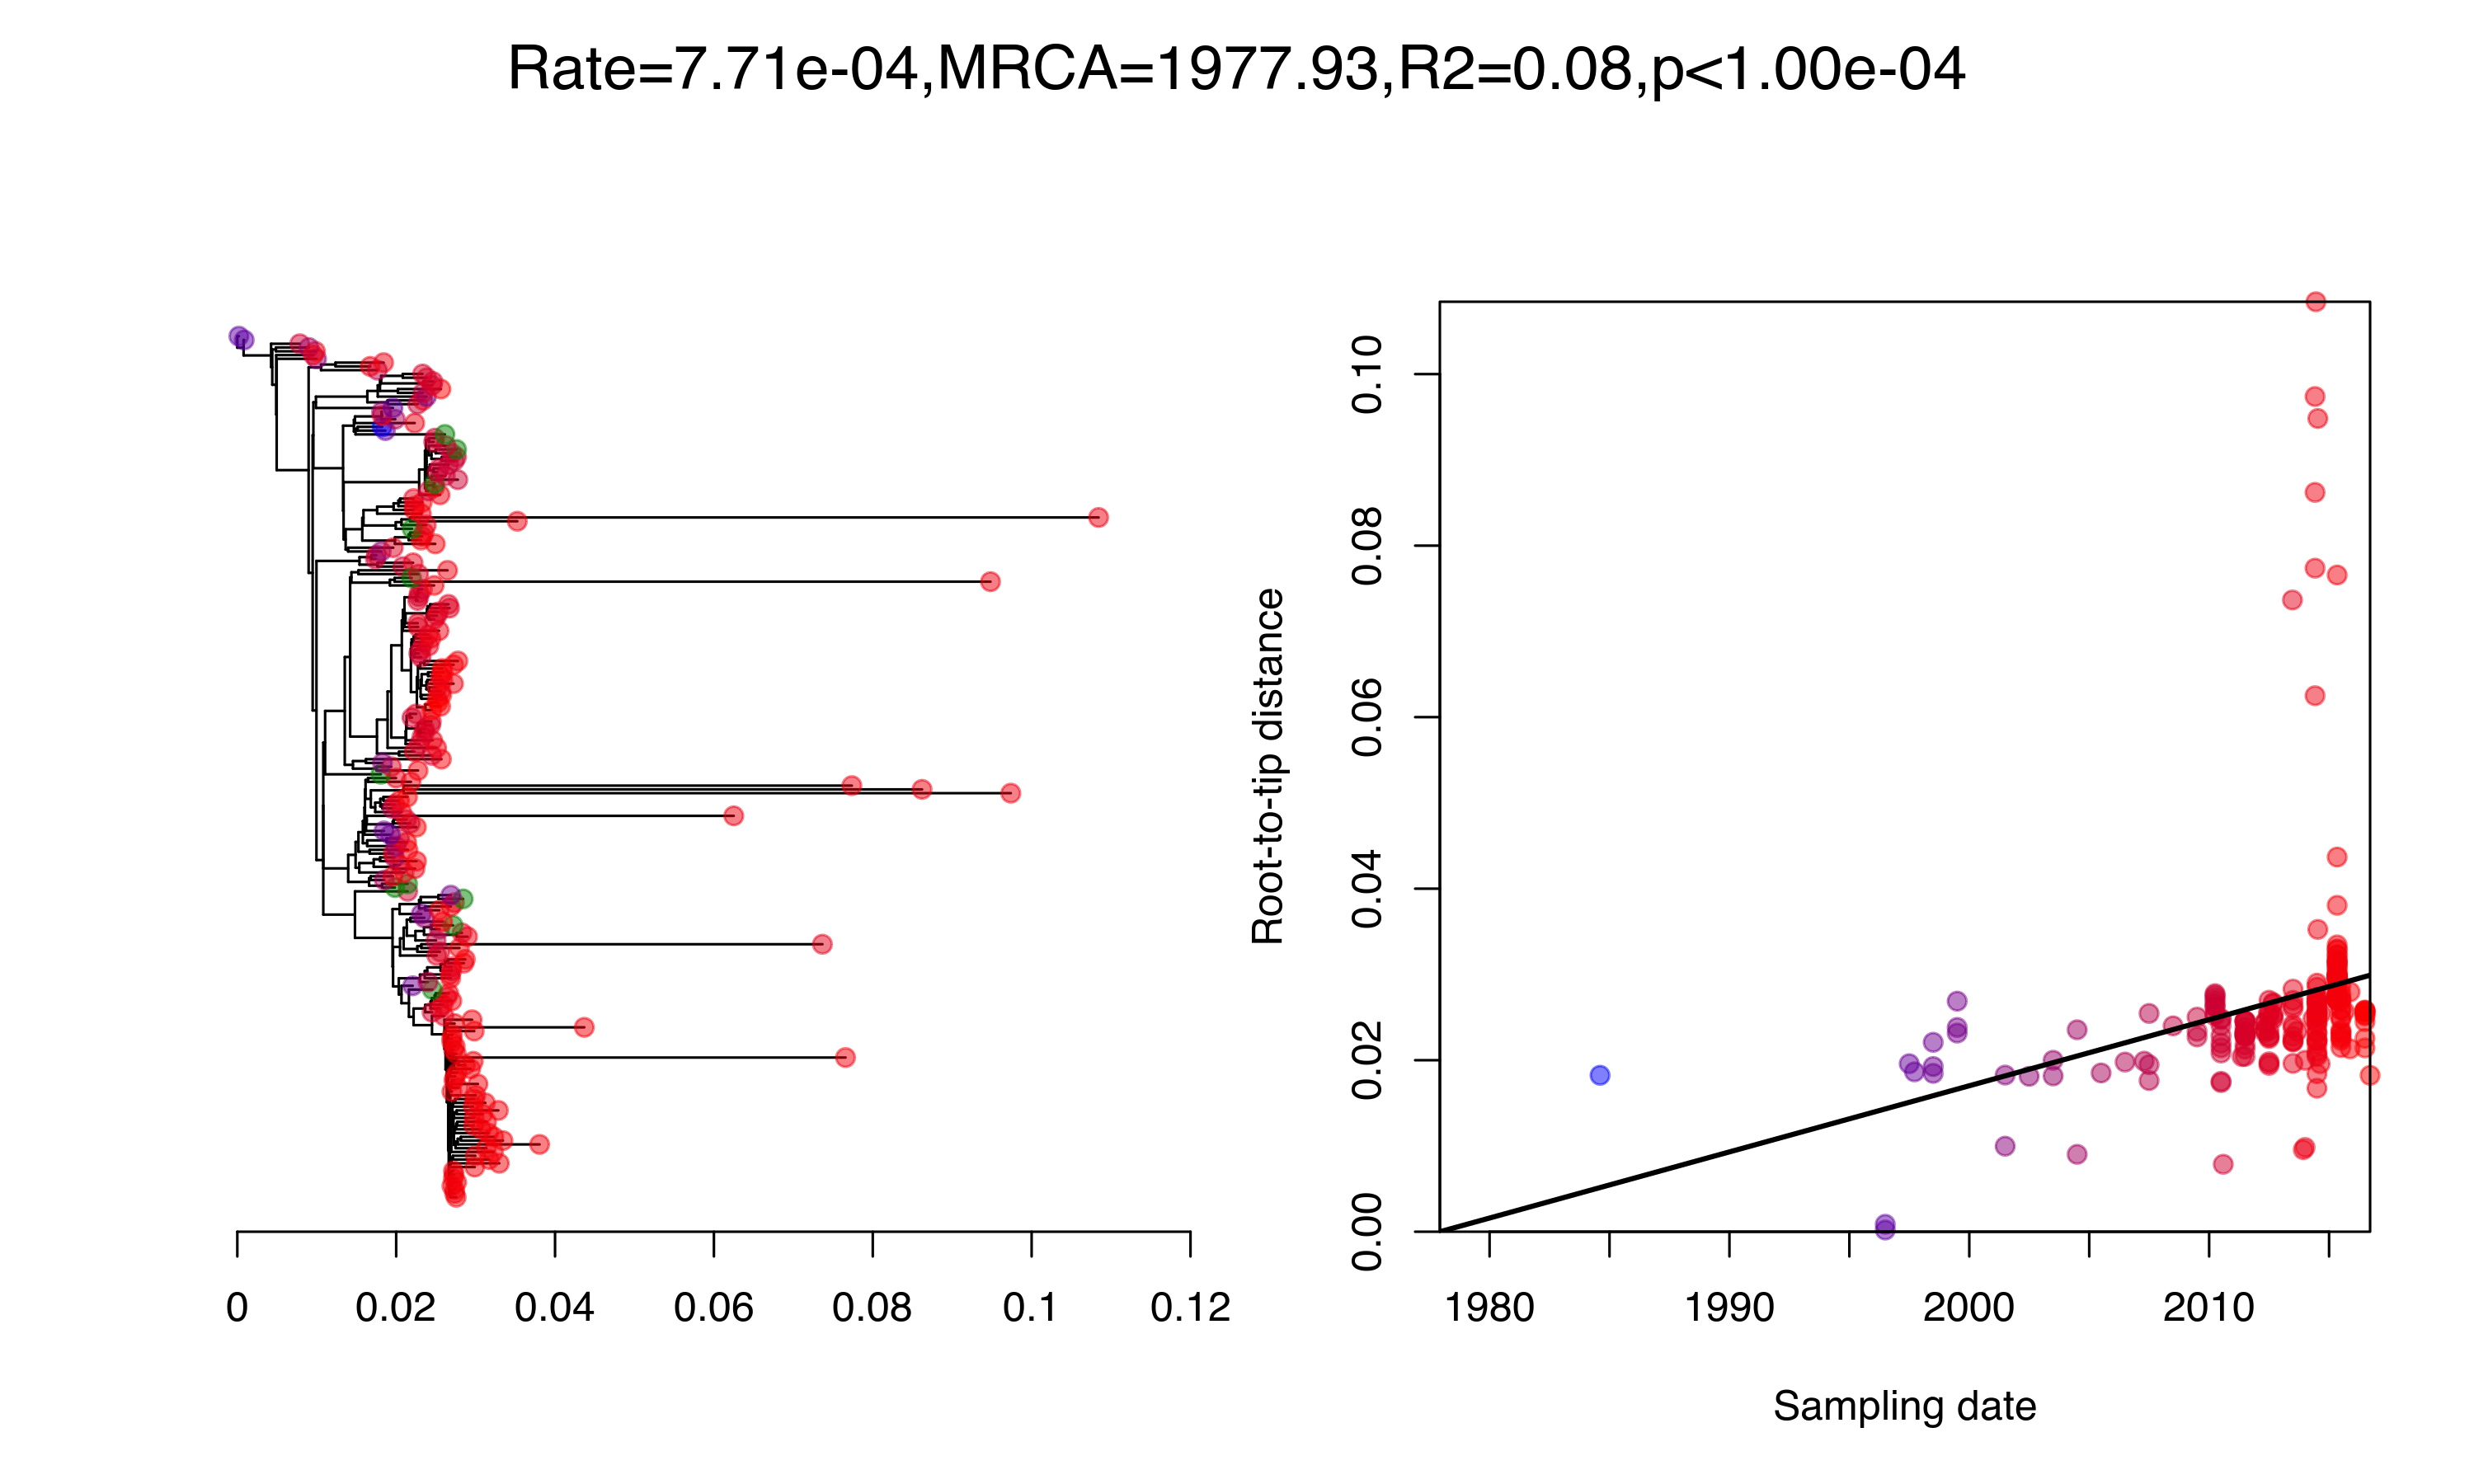 Rate=7.71e-04,MRCA=1977.93,R2=0.08,p<1.00e-04
0 0.02 0.04 0.06 0.08 0.1 0.12
Root-to-tip distance
0.00 0.02 0.04 0.06 0.08 0.10
1980 1990 2000 2010
Sampling date